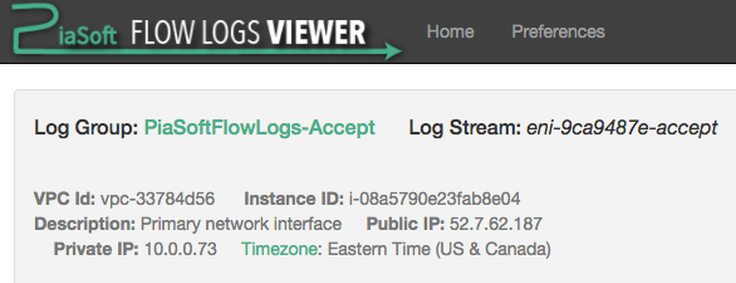 PiaSoft FLOW LOGS VIEWER Home Preferences
Log Group: PiaSoftFlowLogs-Accept Log Stream: eni-9ca9487e-accept
VPC Id: vpc-33784d56 Instance ID: i-08a5790e23fab8e04
Description: Primary network interface Public IP: 52.7.62.187
Private IP: 10.0.0.73 Timezone: Eastern Time (US & Canada)